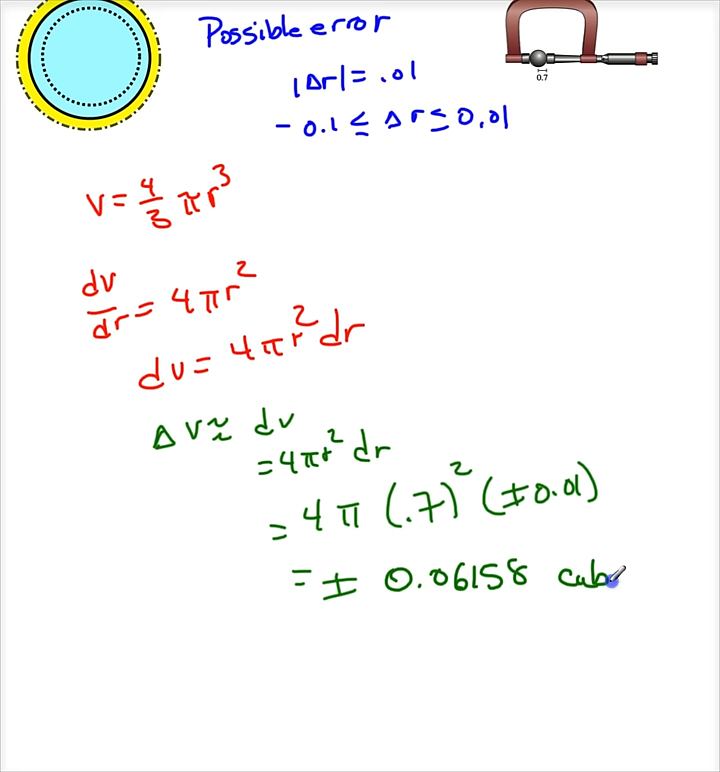 Possible error
0.7
|Δr| = .01
- 0.1 ≤ Δr ≤ 0.01
V = 4/3 πr³
dv/dr = 4πr²
dv = 4πr² dr
ΔV ≈ dv
= 4πr² dr
= 4π (.7)² (±0.01)
= ± 0.06158 cub